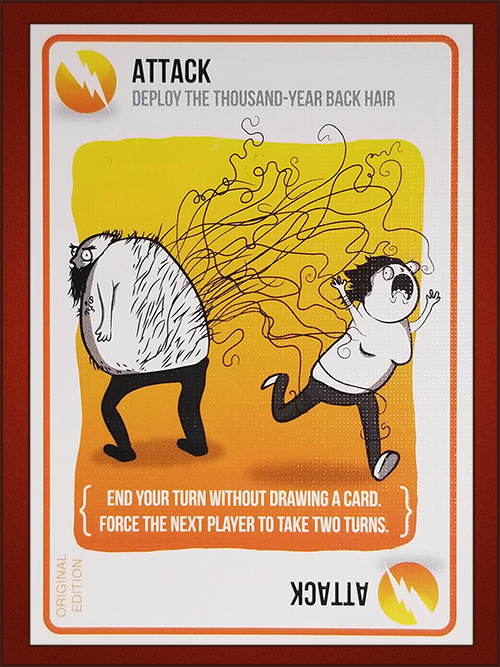 ATTACK
DEPLOY THE THOUSAND-YEAR BACK HAIR
END YOUR TURN WITHOUT DRAWING A CARD.
FORCE THE NEXT PLAYER TO TAKE TWO TURNS.
ORIGINAL
EDITION
ATTACK